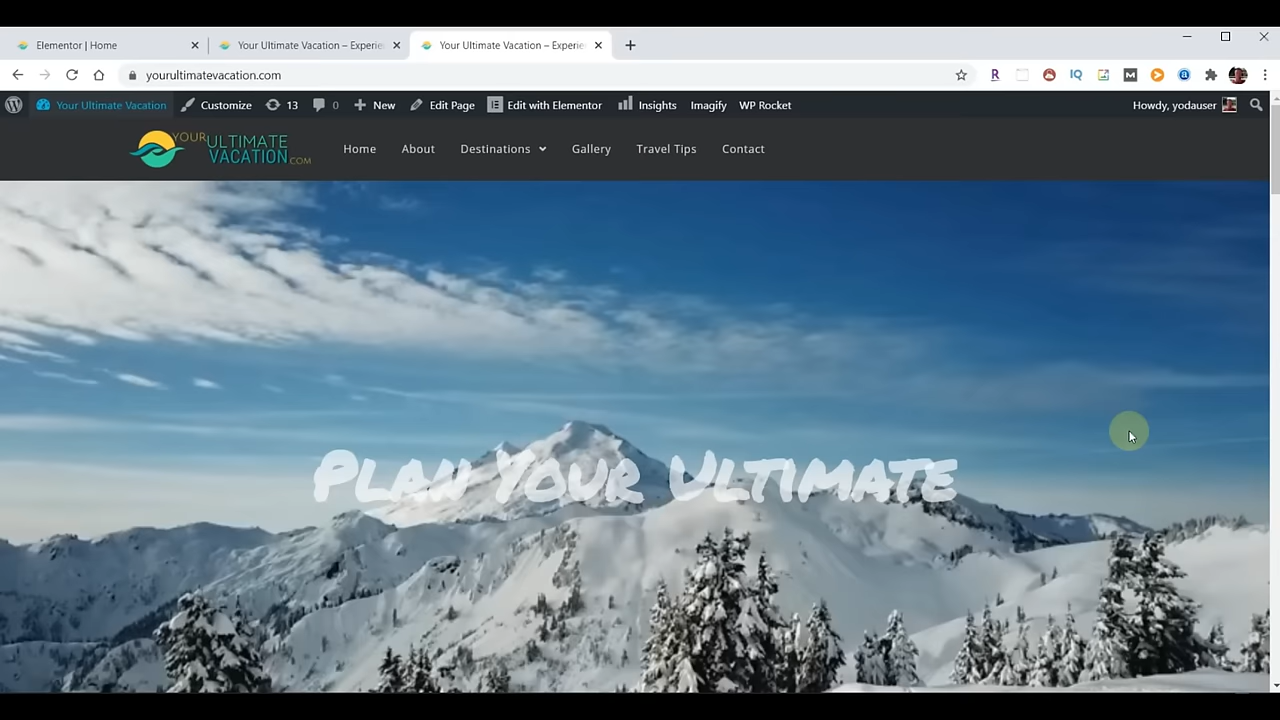 Elementor | Home
Your Ultimate Vacation – Experie
Your Ultimate Vacation – Experie
yourultimatevacation.com
R
IQ
M
a
Your Ultimate Vacation
Customize
13
0
New
Edit Page
Edit with Elementor
Insights
Imagify
WP Rocket
Howdy, yodauser
YOUR ULTIMATE
VACATION.COM
Home
About
Destinations
Gallery
Travel Tips
Contact
Plan Your Ultimate